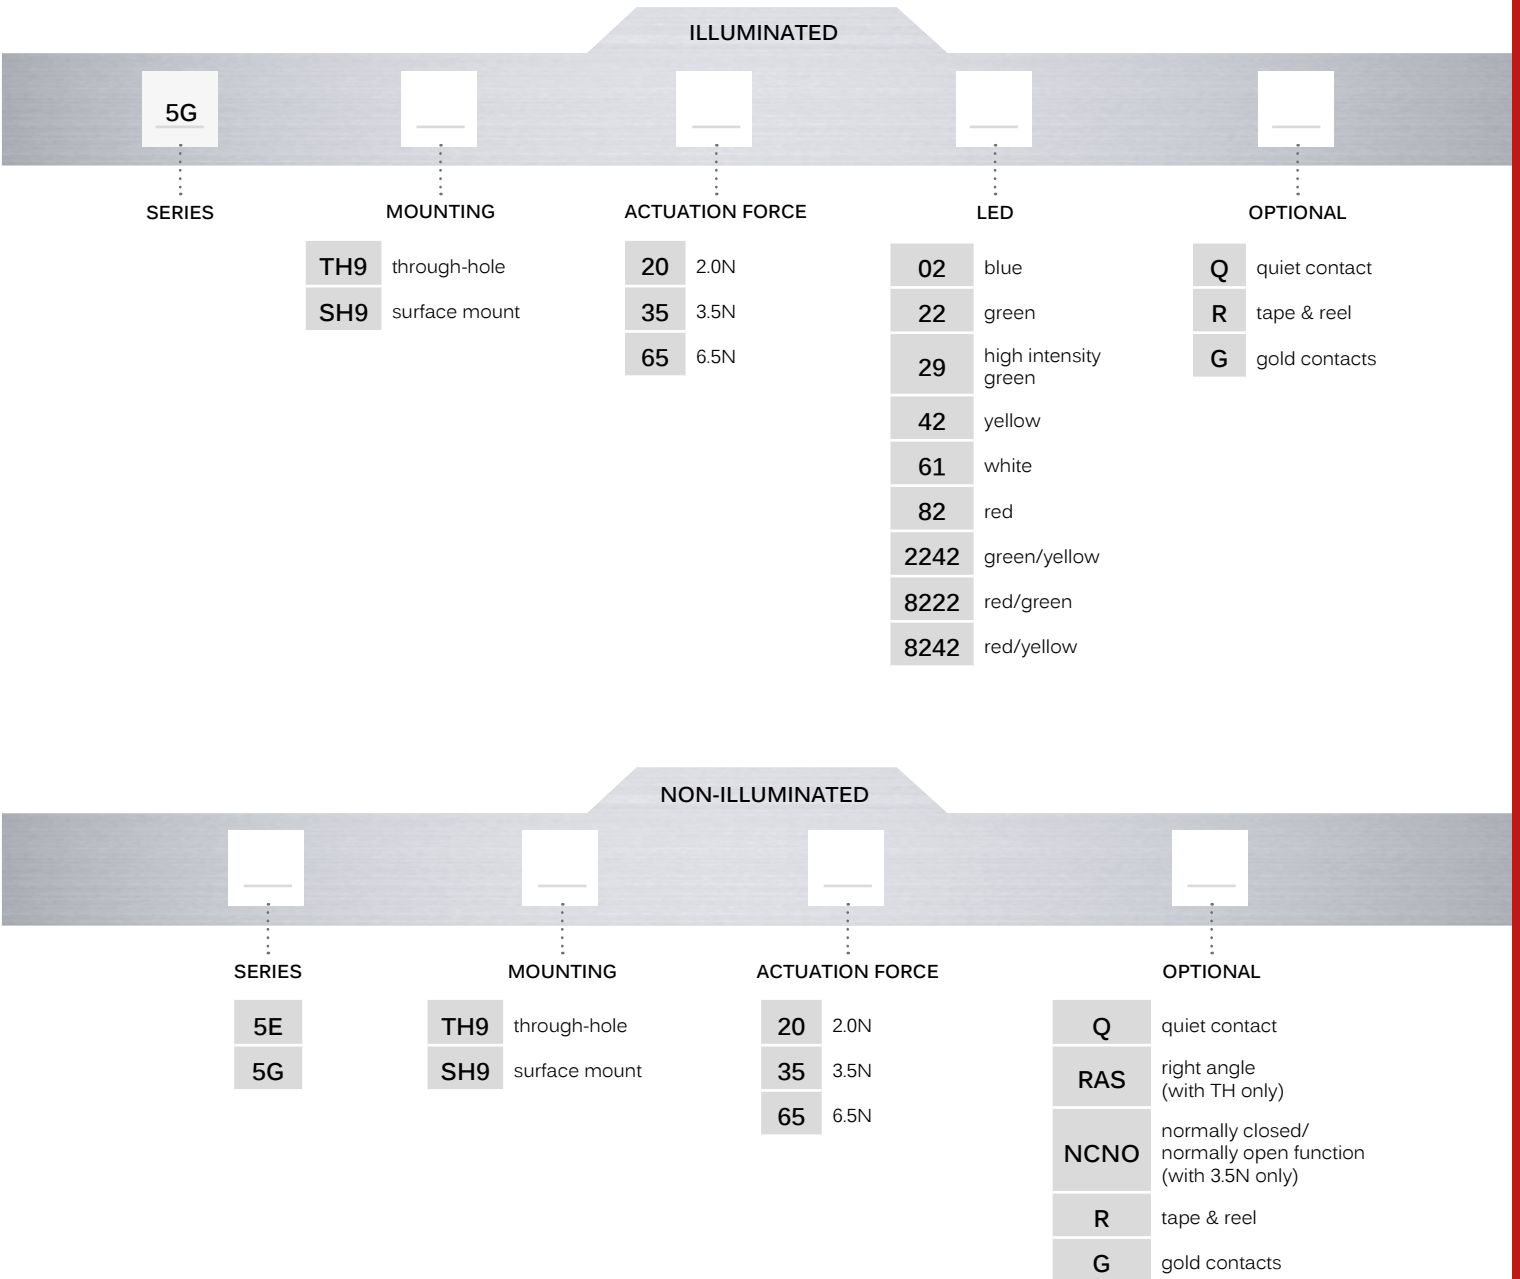 ILLUMINATED
5G
SERIES
MOUNTING
TH9 through-hole
SH9 surface mount
ACTUATION FORCE
20 2.0N
35 3.5N
65 6.5N
LED
02 blue
22 green
29 high intensity
green
42 yellow
61 white
82 red
2242 green/yellow
8222 red/green
8242 red/yellow
OPTIONAL
Q quiet contact
R tape & reel
G gold contacts
NON-ILLUMINATED
SERIES
5E
5G
MOUNTING
TH9 through-hole
SH9 surface mount
ACTUATION FORCE
20 2.0N
35 3.5N
65 6.5N
OPTIONAL
Q quiet contact
RAS right angle
(with TH only)
NCNO normally closed/
normally open function
(with 3.5N only)
R tape & reel
G gold contacts